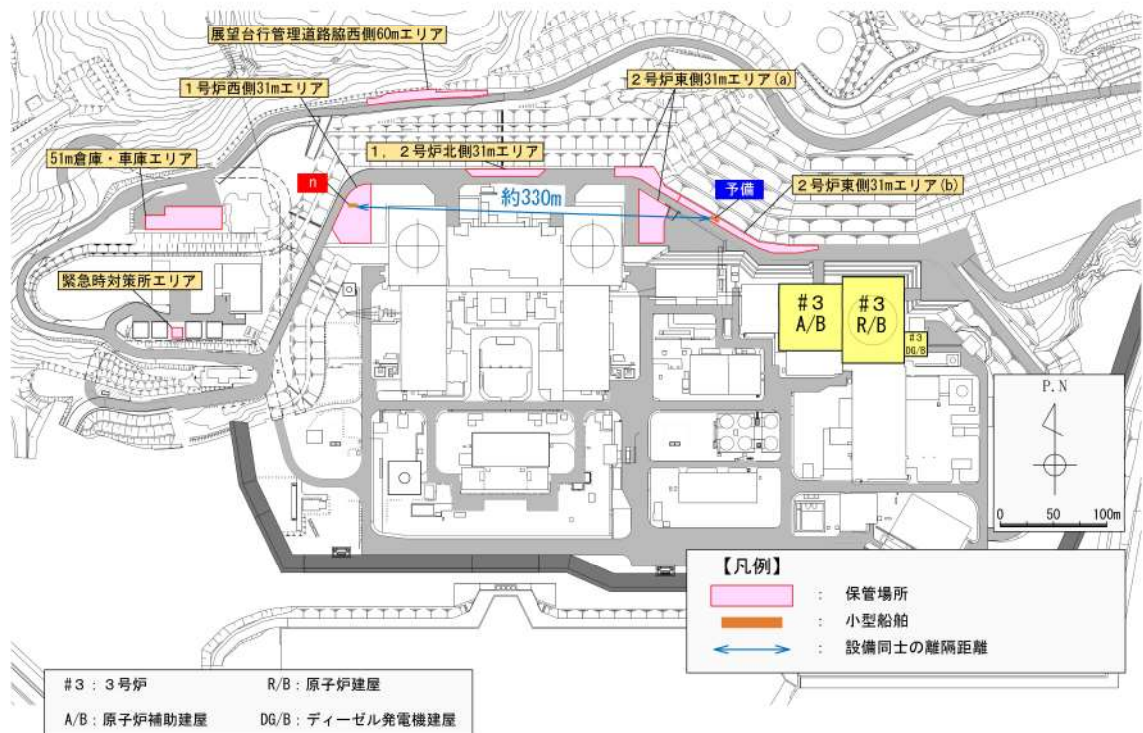 展望台行管理道路脇西側60mエリア
1号炉西側31mエリア
2号炉東側31mエリア(a)
51m倉庫・車庫エリア
1,2号炉北側31mエリア
2号炉東側31mエリア(b)
n
約330m
予備
緊急時対策所エリア
#3
A/B
#3
R/B
#3
DG/B
P.N
0 50 100m
【凡例】
: 保管場所
: 小型船舶
: 設備同士の離隔距離
#3:3号炉 R/B:原子炉建屋
A/B:原子炉補助建屋 DG/B:ディーゼル発電機建屋